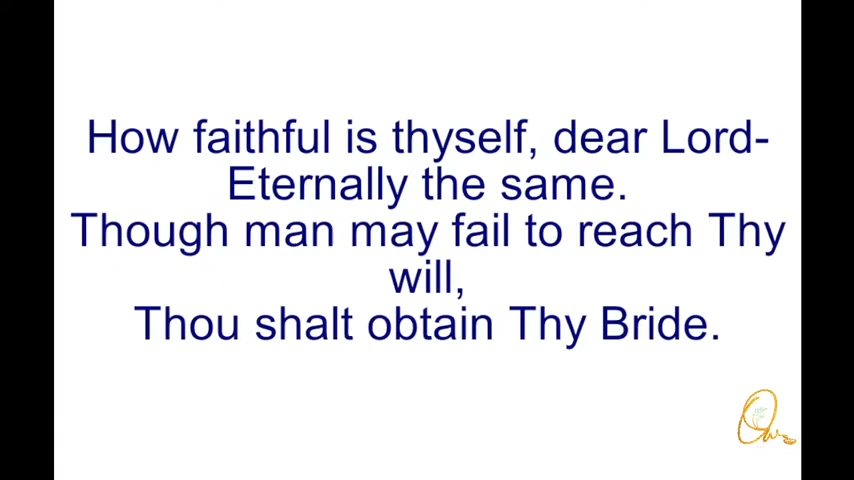 How faithful is thyself, dear Lord-
Eternally the same.
Though man may fail to reach Thy
will,
Thou shalt obtain Thy Bride.